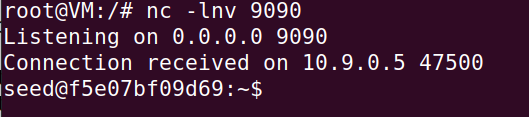 root@VM:/# nc -lnv 9090
Listening on 0.0.0.0 9090
Connection received on 10.9.0.5 47500
seed@f5e07bf09d69:~$